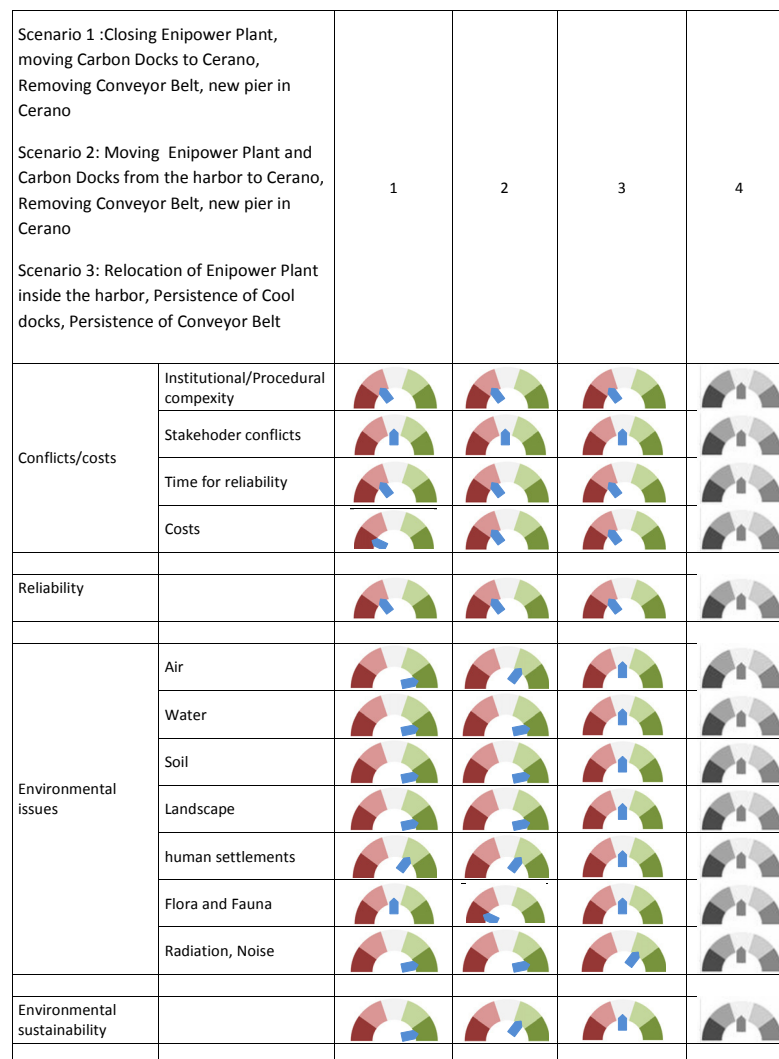 Scenario 1 :Closing Enipower Plant,
moving Carbon Docks to Cerano,
Removing Conveyor Belt, new pier in
Cerano
Scenario 2: Moving Enipower Plant and
Carbon Docks from the harbor to Cerano,
Removing Conveyor Belt, new pier in
Cerano
Scenario 3: Relocation of Enipower Plant
inside the harbor, Persistence of Cool
docks, Persistence of Conveyor Belt
1
2
3
4
Conflicts/costs
Institutional/Procedural
compexity
Stakehoder conflicts
Time for reliability
Costs
Reliability
Environmental
issues
Air
Water
Soil
Landscape
human settlements
Flora and Fauna
Radiation, Noise
Environmental
sustainability